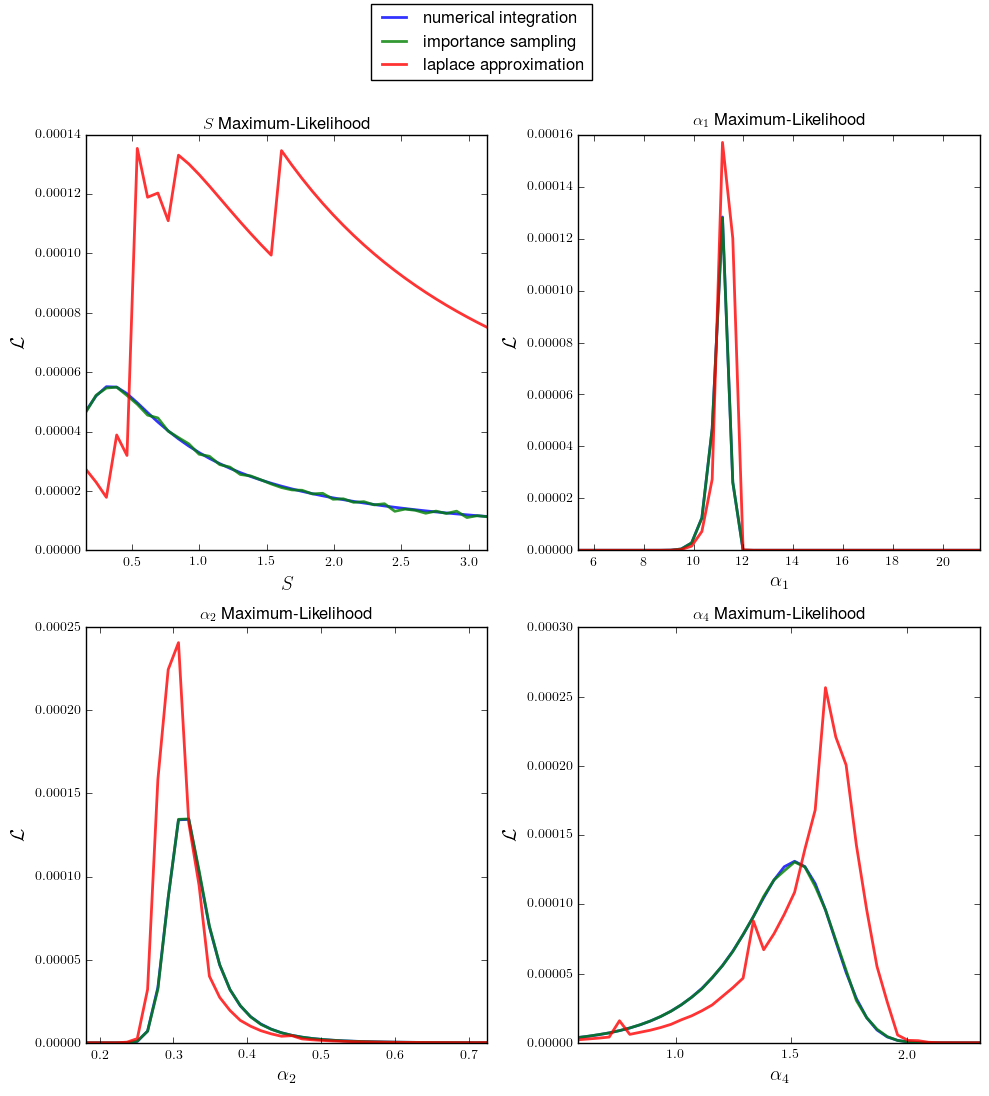 numerical integration
importance sampling
laplace approximation
S Maximum-Likelihood
0.00014
0.00012
0.00010
0.00008
0.00006
0.00004
0.00002
0.00000
ℒ
0.5 1.0 1.5 2.0 2.5 3.0
S
α₁ Maximum-Likelihood
0.00016
0.00014
0.00012
0.00010
0.00008
0.00006
0.00004
0.00002
0.00000
ℒ
6 8 10 12 14 16 18 20
α₁
α₂ Maximum-Likelihood
0.00025
0.00020
0.00015
0.00010
0.00005
0.00000
ℒ
0.2 0.3 0.4 0.5 0.6 0.7
α₂
α₄ Maximum-Likelihood
0.00030
0.00025
0.00020
0.00015
0.00010
0.00005
0.00000
ℒ
1.0 1.5 2.0
α₄